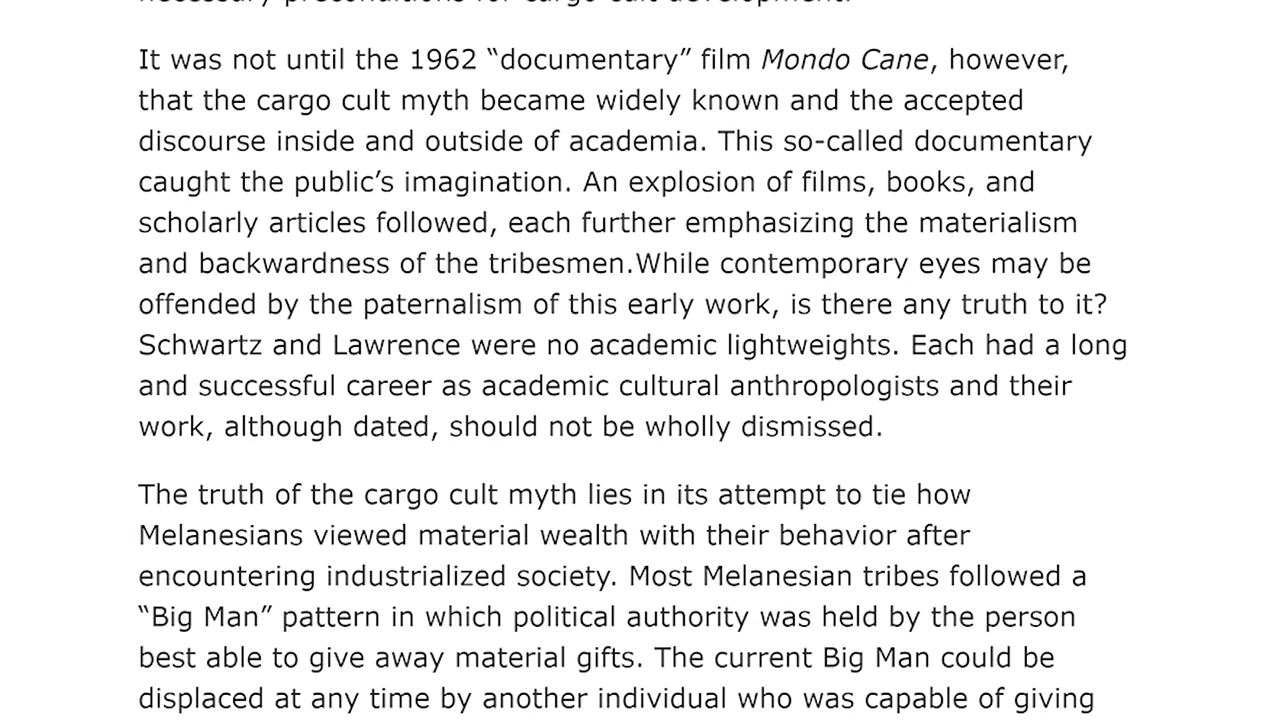 necessary preconditions for cargo cult development.
It was not until the 1962 “documentary” film Mondo Cane, however,
that the cargo cult myth became widely known and the accepted
discourse inside and outside of academia. This so-called documentary
caught the public’s imagination. An explosion of films, books, and
scholarly articles followed, each further emphasizing the materialism
and backwardness of the tribesmen.While contemporary eyes may be
offended by the paternalism of this early work, is there any truth to it?
Schwartz and Lawrence were no academic lightweights. Each had a long
and successful career as academic cultural anthropologists and their
work, although dated, should not be wholly dismissed.
The truth of the cargo cult myth lies in its attempt to tie how
Melanesians viewed material wealth with their behavior after
encountering industrialized society. Most Melanesian tribes followed a
“Big Man” pattern in which political authority was held by the person
best able to give away material gifts. The current Big Man could be
displaced at any time by another individual who was capable of giving